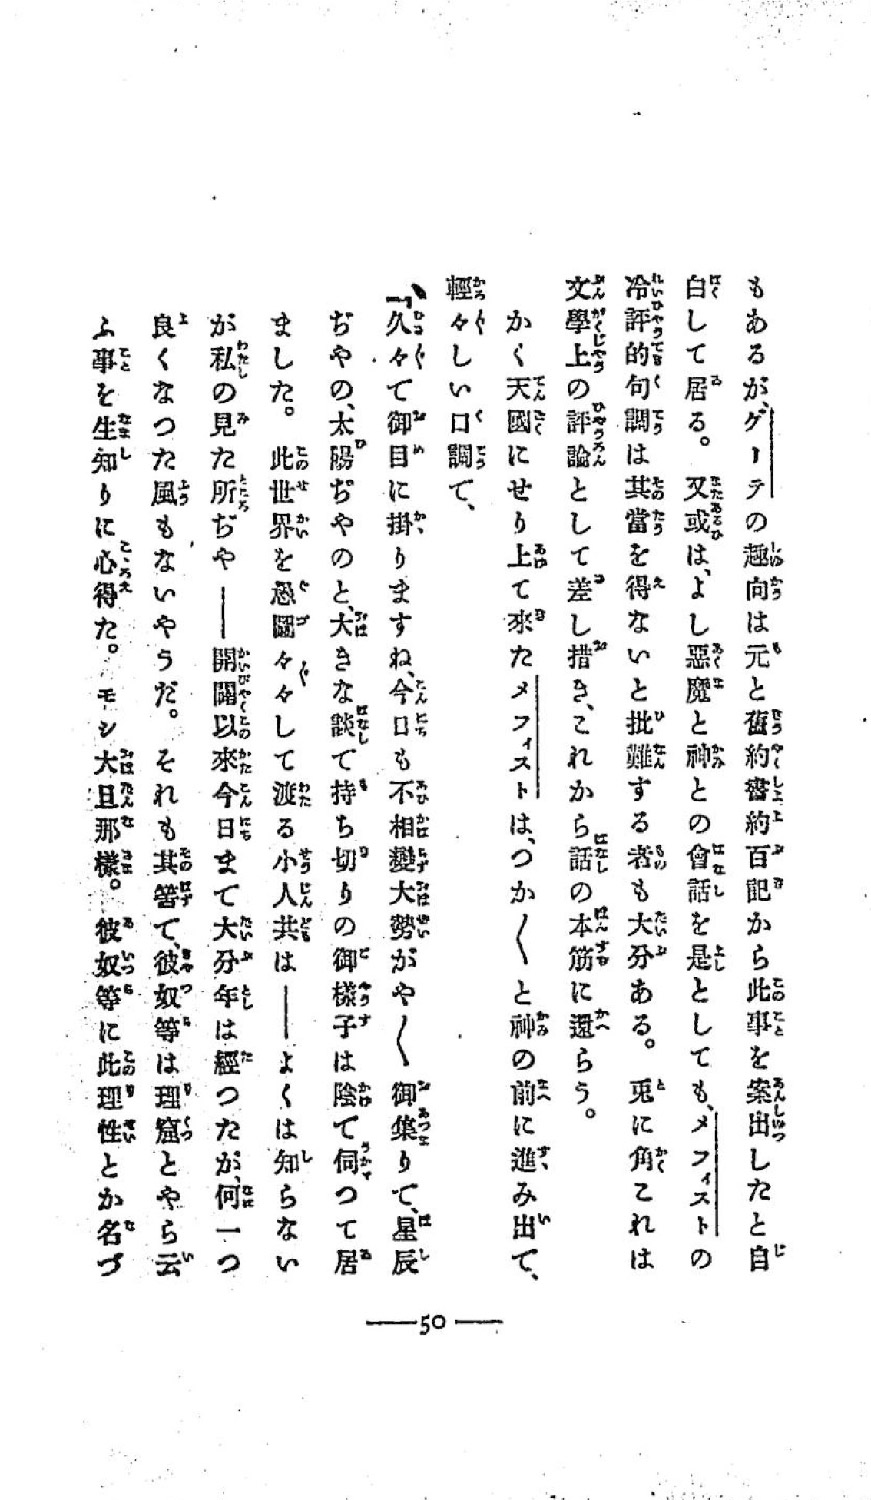 もあるが、ゲーテの趣向は元と舊約書約百記から此事を案出したと自
白して居る。又或は、よし惡魔と神との會話を是としても、メフィストの
冷評的句調は其當を得ないと批難する者も大分ある。兎に角これは
文學上の評論として差し措き、これから話の本筋に還らう。
かく天國にせり上て來たメフィストは、つか〳〵と神の前に進み出て、
輕々しい口調て、
『久々て御目に掛りますね、今日も不相變大勢がや〳〵御集りて、星辰
ぢやの、太陽ぢやのと、大きな談て持ち切りの御樣子は陰て伺つて居
ました。此世界を愚圖々々して渡る小人共は――よくは知らない
が私の見た所ぢや――開闢以來今日まて大分年は經つたが、何一つ
良くなつた風もないやうだ。それも其筈て、彼奴等は理窟とやら云
ふ事を生知りに心得た。モシ大旦那樣。彼奴等に此理性とか名づ
50